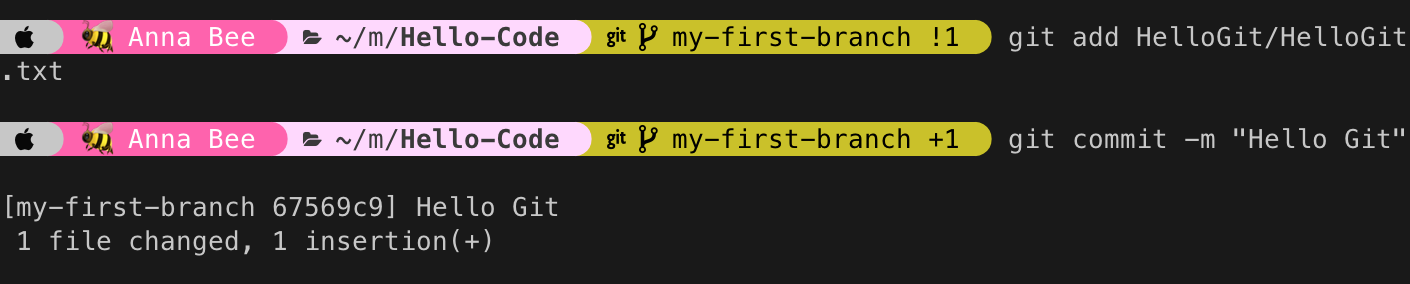 Anna Bee ~/m/Hello-Code git my-first-branch !1 git add HelloGit/HelloGit
.txt
Anna Bee ~/m/Hello-Code git my-first-branch +1 git commit -m "Hello Git"
[my-first-branch 67569c9] Hello Git
1 file changed, 1 insertion(+)